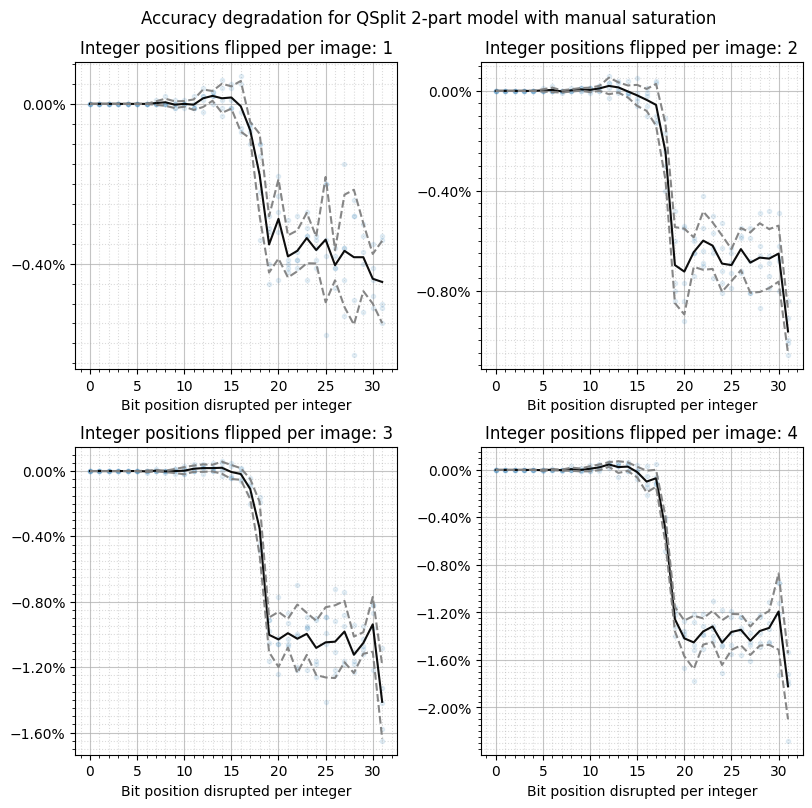 Accuracy degradation for QSplit 2-part model with manual saturation
Integer positions flipped per image: 1
0.00%
−0.40%
0 5 10 15 20 25 30
Bit position disrupted per integer
Integer positions flipped per image: 2
0.00%
−0.40%
−0.80%
0 5 10 15 20 25 30
Bit position disrupted per integer
Integer positions flipped per image: 3
0.00%
−0.40%
−0.80%
−1.20%
−1.60%
0 5 10 15 20 25 30
Bit position disrupted per integer
Integer positions flipped per image: 4
0.00%
−0.40%
−0.80%
−1.20%
−1.60%
−2.00%
0 5 10 15 20 25 30
Bit position disrupted per integer